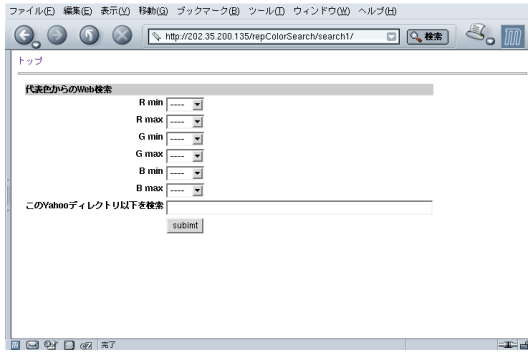 ファイル(F) 編集(E) 表示(V) 移動(G) ブックマーク(B) ツール(T) ウィンドウ(W) ヘルプ(H)
http://202.35.200.135/repColorSearch/search1/ 検索
トップ
代表色からのWeb検索
R min ----
R max ----
G min ----
G max ----
B min ----
B max ----
このYahooディレクトリ以下を検索
subimt
完了